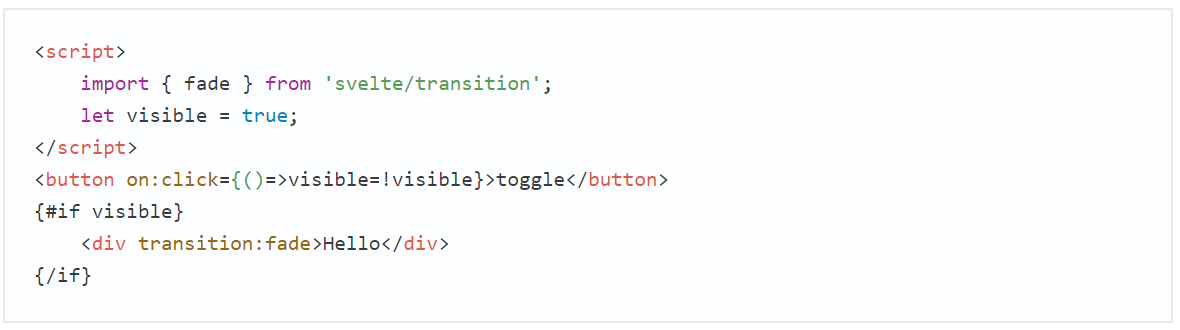 <script>
    import { fade } from 'svelte/transition';
    let visible = true;
</script>
<button on:click={()=>visible=!visible}>toggle</button>
{#if visible}
    <div transition:fade>Hello</div>
{/if}